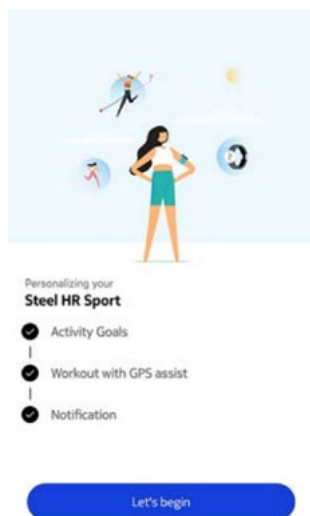 Personalizing your
Steel HR Sport
Activity Goals
Workout with GPS assist
Notification
Let's begin